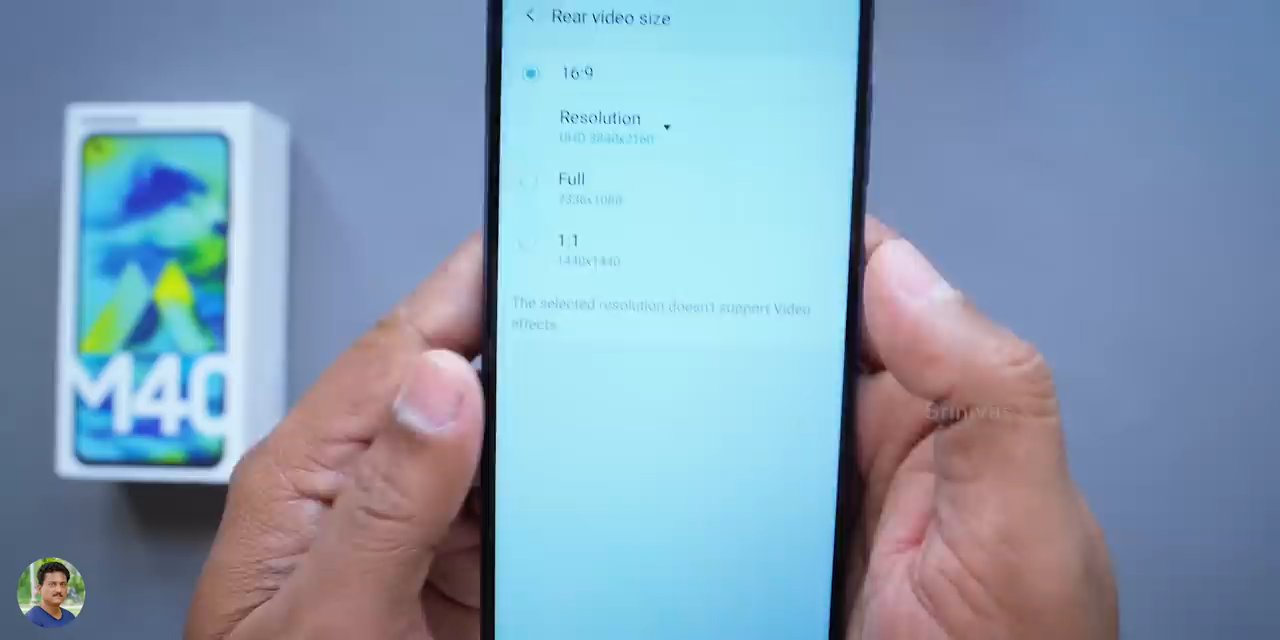 Rear video size
16:9
Resolution
UHD 3840x2160
Full
1:1
1440x1440
The selected resolution doesn't support Video
effects
M40
Srinivas